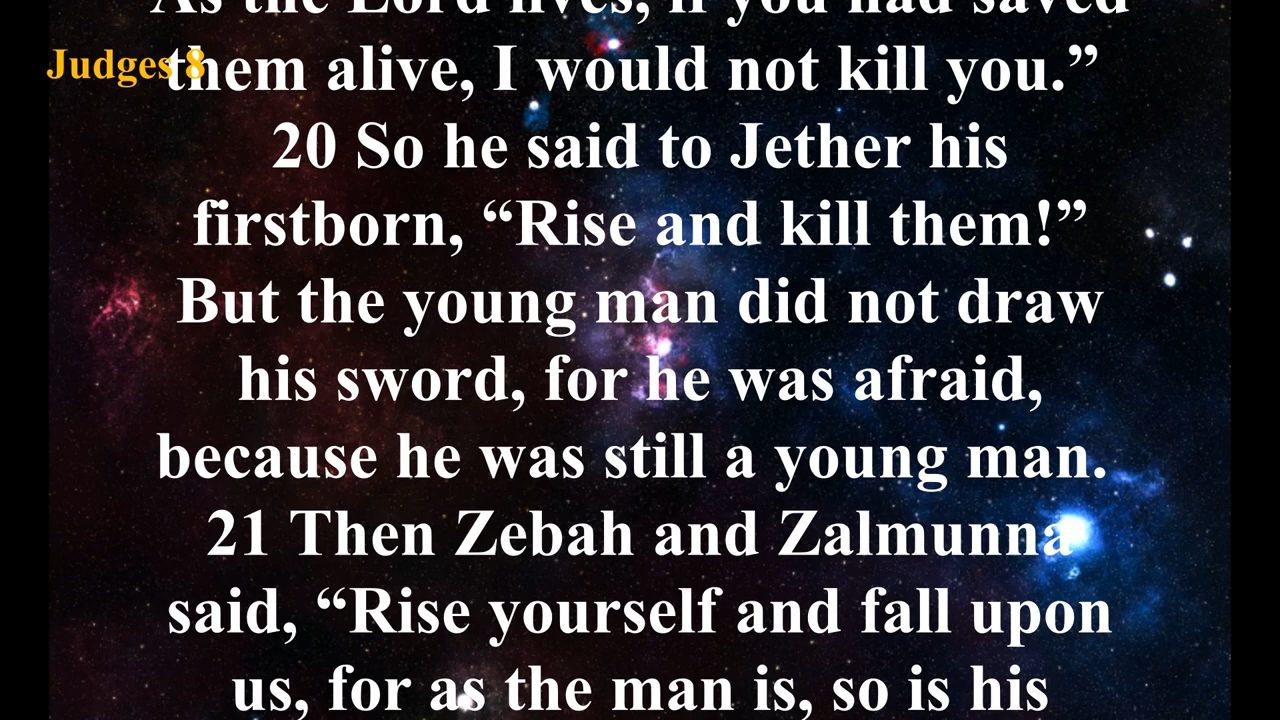 As the Lord lives, if you had saved
Judges 8
them alive, I would not kill you.”
20 So he said to Jether his
firstborn, “Rise and kill them!”
But the young man did not draw
his sword, for he was afraid,
because he was still a young man.
21 Then Zebah and Zalmunna
said, “Rise yourself and fall upon
us, for as the man is, so is his